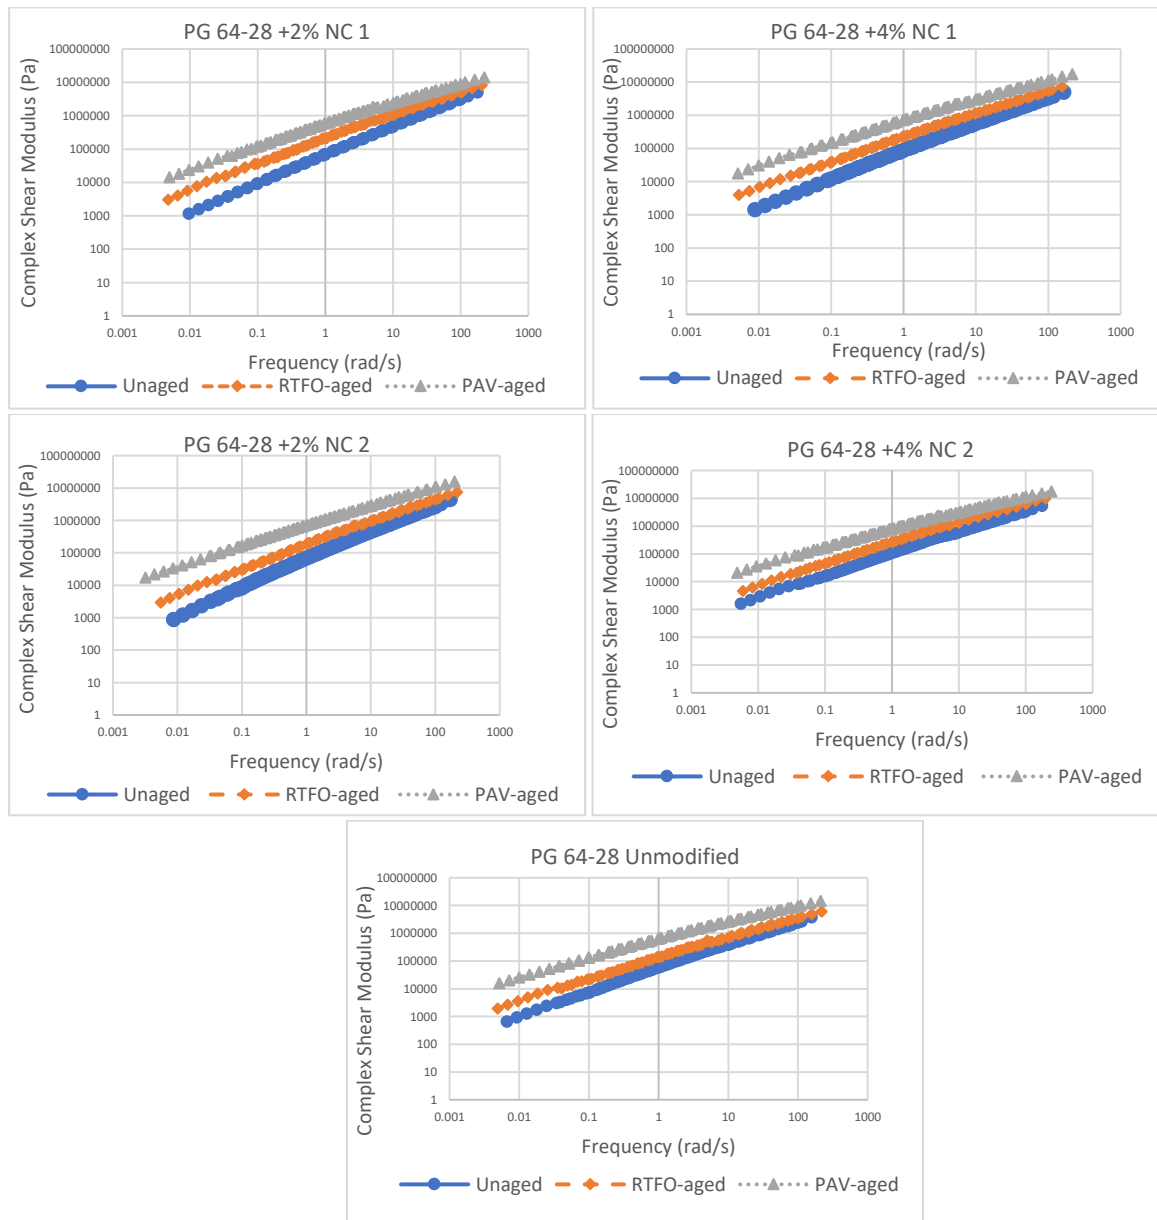 PG 64-28 +2% NC 1
Complex Shear Modulus (Pa)
100000000
10000000
1000000
100000
10000
1000
100
10
1
0.001 0.01 0.1 1 10 100 1000
Frequency (rad/s)
Unaged RTFO-aged PAV-aged
PG 64-28 +4% NC 1
Complex Shear Modulus (Pa)
100000000
10000000
1000000
100000
10000
1000
100
10
1
0.001 0.01 0.1 1 10 100 1000
Frequency (rad/s)
Unaged RTFO-aged PAV-aged
PG 64-28 +2% NC 2
Complex Shear Modulus (Pa)
100000000
10000000
1000000
100000
10000
1000
100
10
1
0.001 0.01 0.1 1 10 100 1000
Frequency (rad/s)
Unaged RTFO-aged PAV-aged
PG 64-28 +4% NC 2
Complex Shear Modulus (Pa)
100000000
10000000
1000000
100000
10000
1000
100
10
1
0.001 0.01 0.1 1 10 100 1000
Frequency (rad/s)
Unaged RTFO-aged PAV-aged
PG 64-28 Unmodified
Complex Shear Modulus (Pa)
100000000
10000000
1000000
100000
10000
1000
100
10
1
0.001 0.01 0.1 1 10 100 1000
Frequency (rad/s)
Unaged RTFO-aged PAV-aged